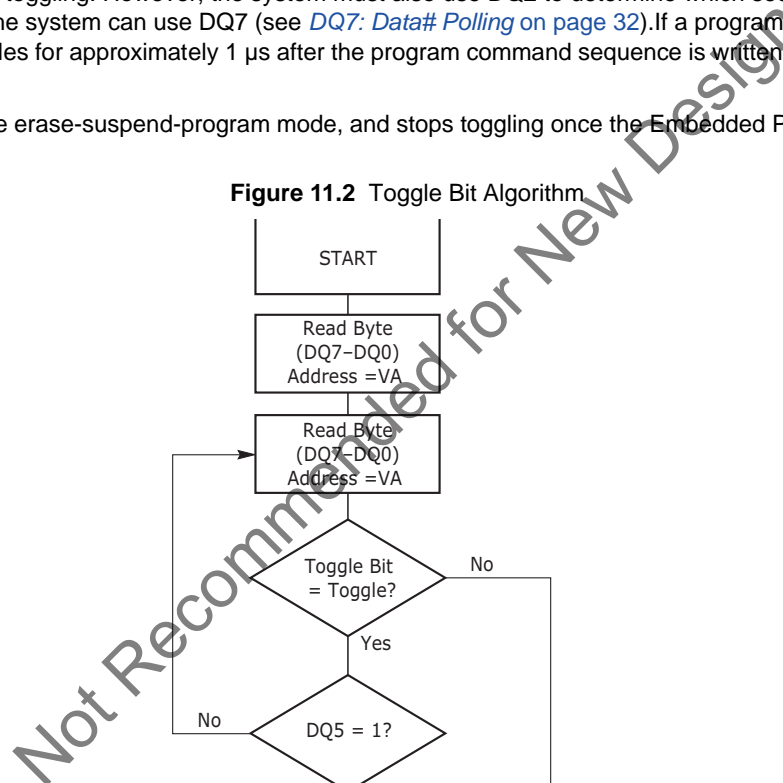 toggling. However, the system must also use DQ2 to determine which
he system can use DQ7 (see DQ7: Data# Polling on page 32).If a program
les for approximately 1 µs after the program command sequence is written
e erase-suspend-program mode, and stops toggling once the Embedded P
Figure 11.2 Toggle Bit Algorithm
START
Read Byte
(DQ7–DQ0)
Address =VA
Read Byte
(DQ7–DQ0)
Address =VA
Toggle Bit
= Toggle?
No
Yes
No
DQ5 = 1?
Not Recommended for New Design